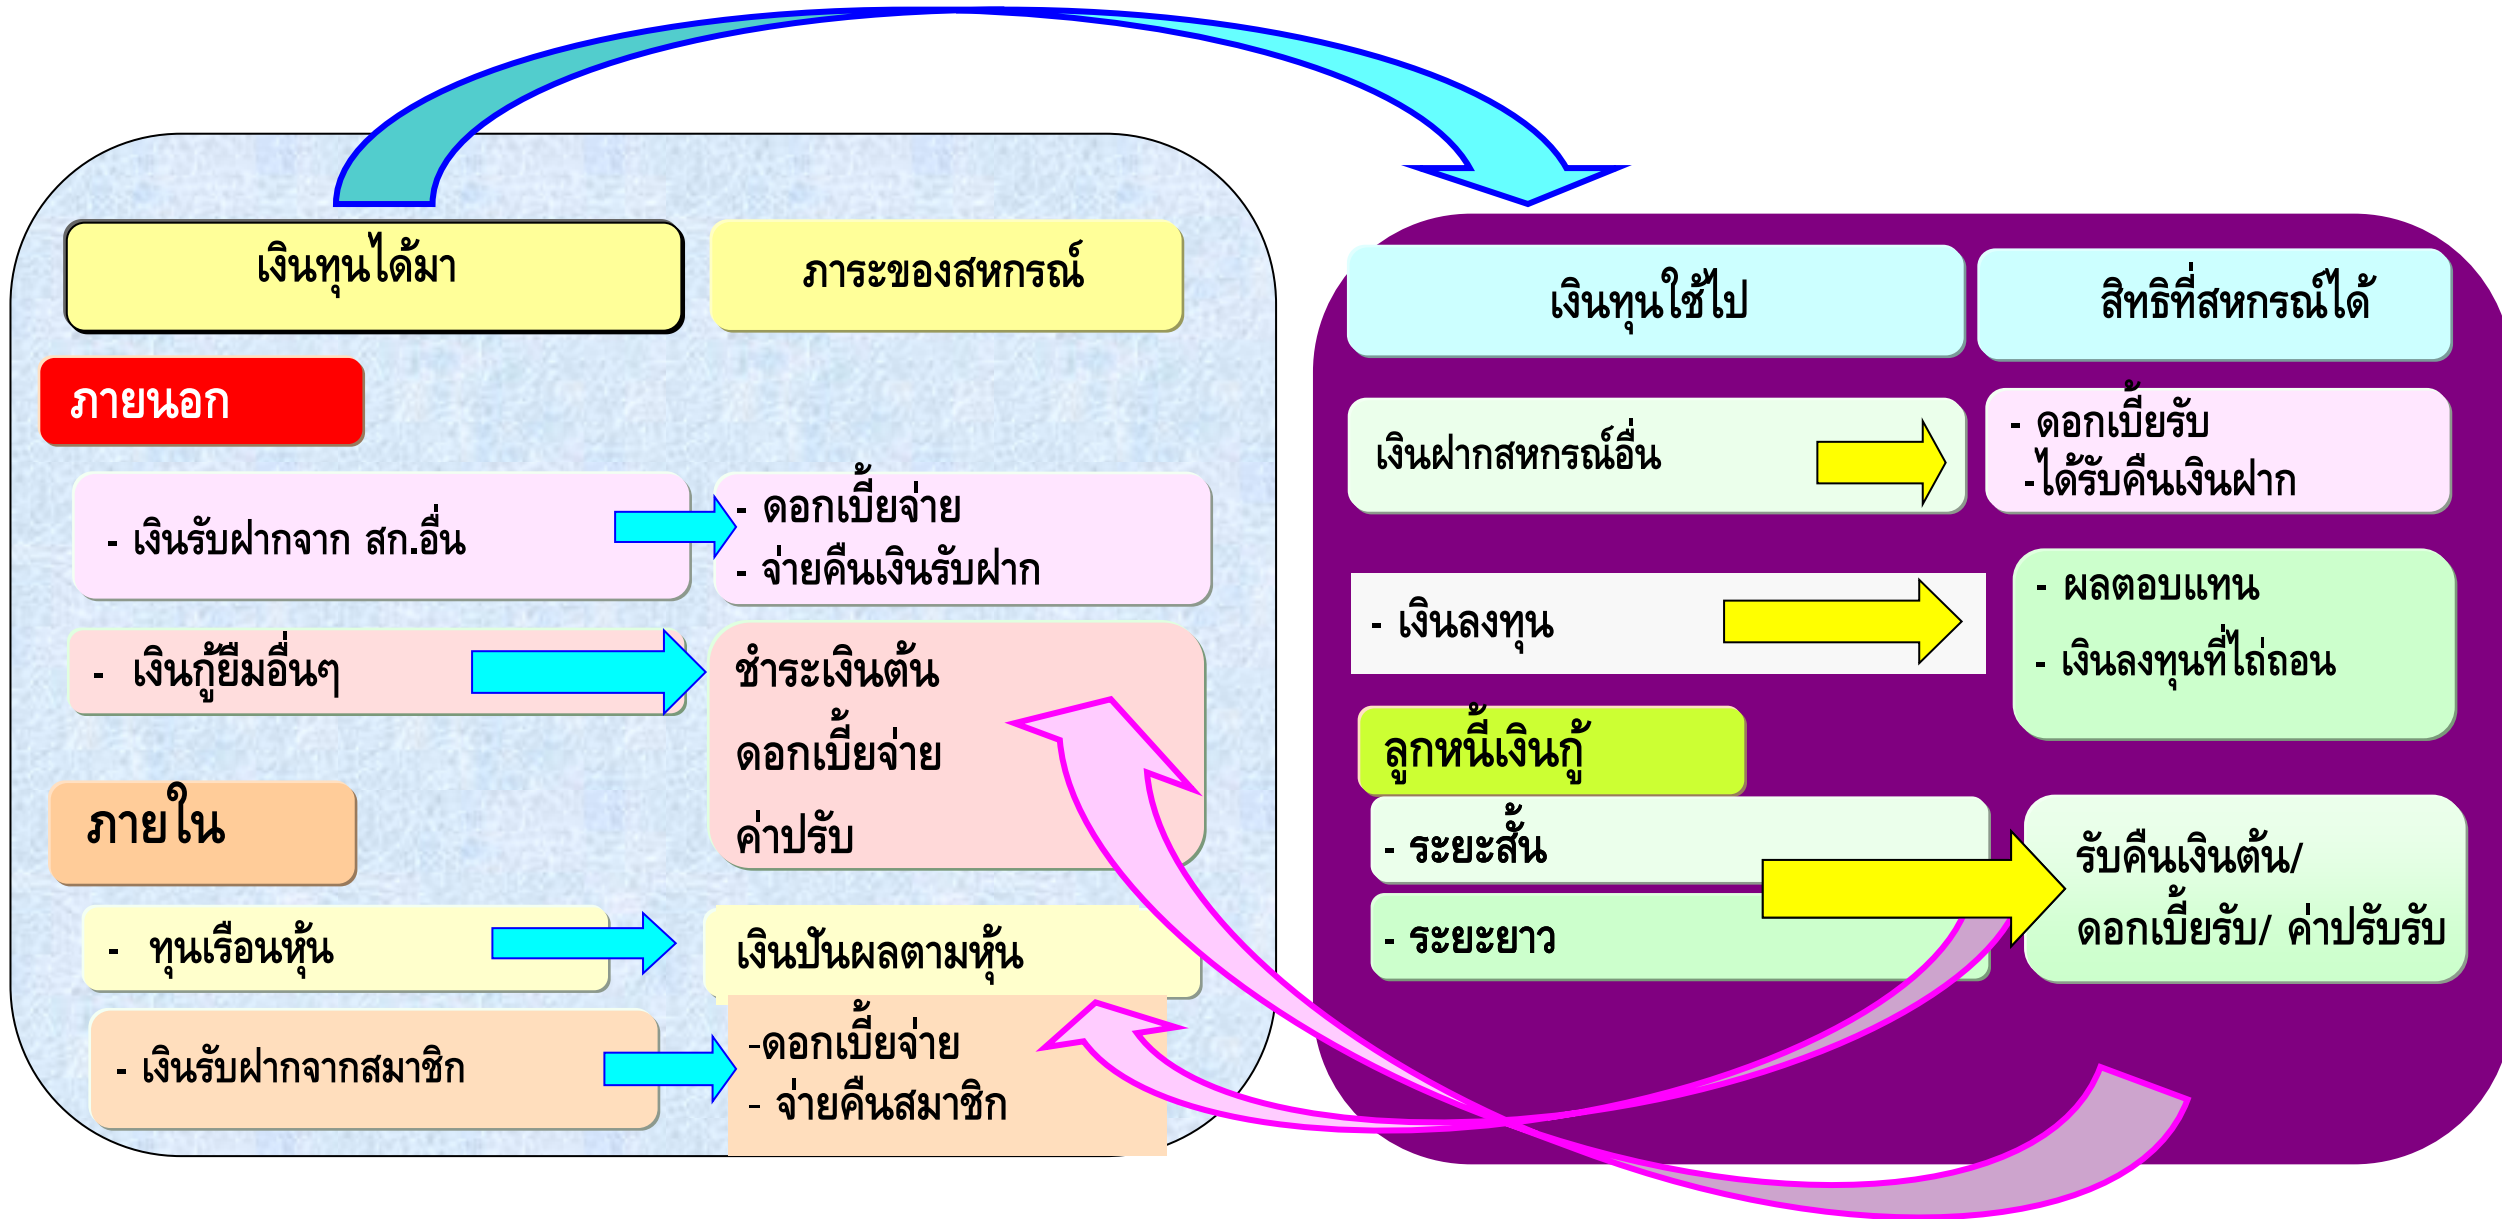 เงินทุนได้มา
ภาระของสหกรณ์
ภายนอก
- เงินรับฝากจาก สก.อื่น
- ดอกเบี้ยจ่าย
- จ่ายคืนเงินรับฝาก
- เงินกู้ยืมอื่นๆ
ชำระเงินต้น
ดอกเบี้ยจ่าย
ค่าปรับ
ภายใน
- ทุนเรือนหุ้น
เงินปันผลตามหุ้น
- เงินรับฝากจากสมาชิก
-ดอกเบี้ยจ่าย
- จ่ายคืนสมาชิก
เงินทุนใช้ไป
สิทธิที่สหกรณ์ได้
เงินฝากสหกรณ์อื่น
- ดอกเบี้ยรับ
-ได้รับคืนเงินฝาก
- เงินลงทุน
- ผลตอบแทน
- เงินลงทุนที่ไถ่ถอน
ลูกหนี้เงินกู้
- ระยะสั้น
- ระยะยาว
รับคืนเงินต้น/
ดอกเบี้ยรับ/ ค่าปรับรับ